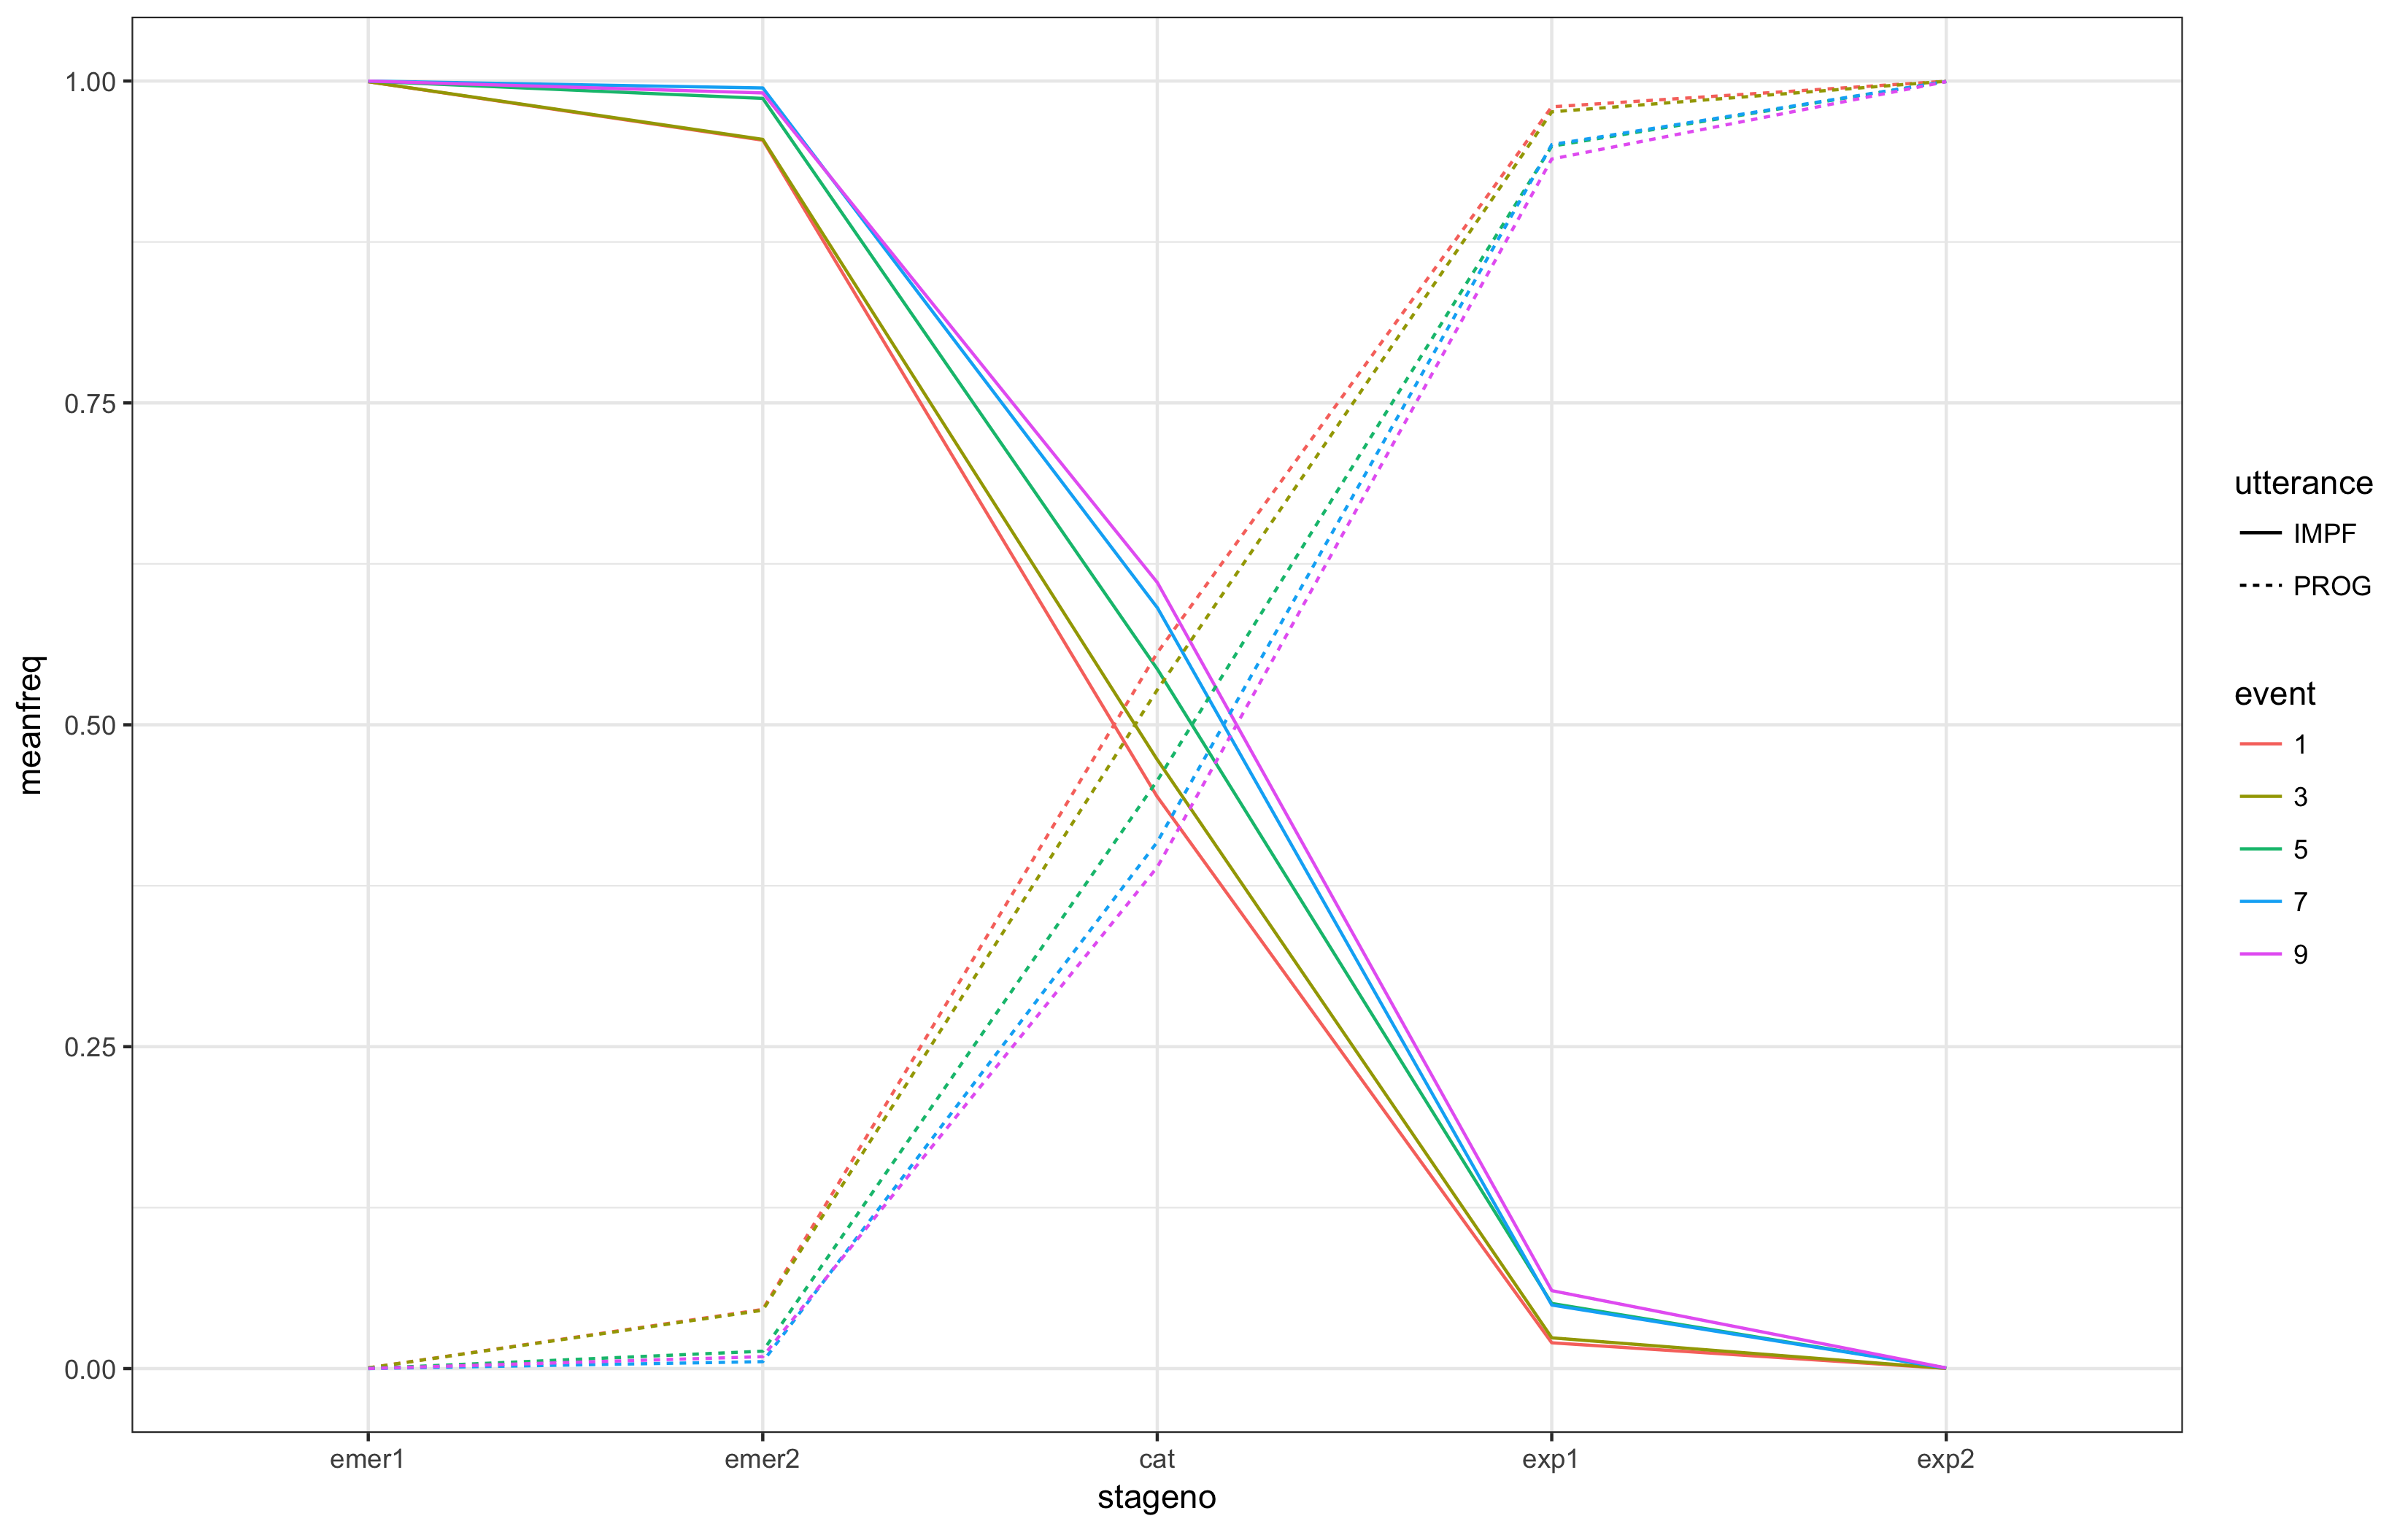 1.00
0.75
0.50
0.25
0.00
meanfreq
emer1 emer2 cat exp1 exp2
stageno
utterance
IMPF
PROG
event
1
3
5
7
9